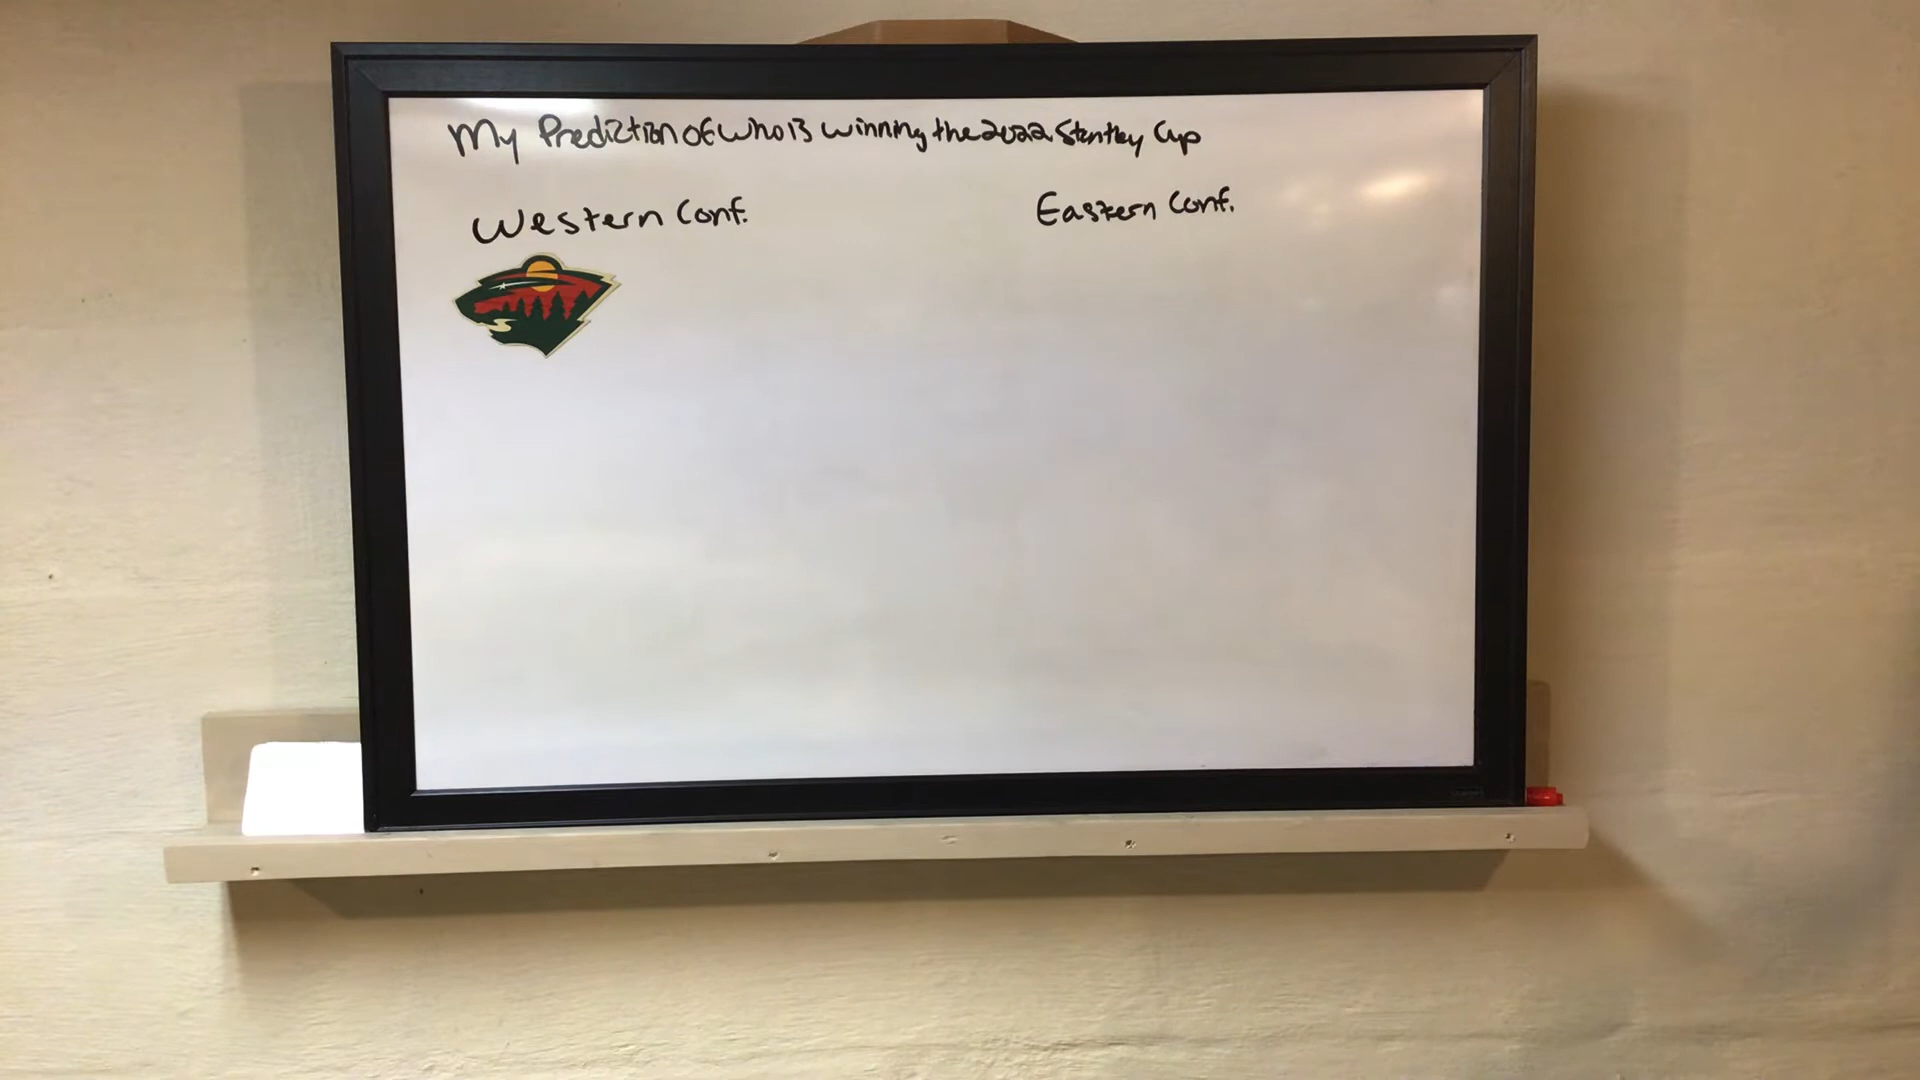 My Prediction of who is winning the 2022 Stanley Cup
Western Conf.
Eastern Conf.